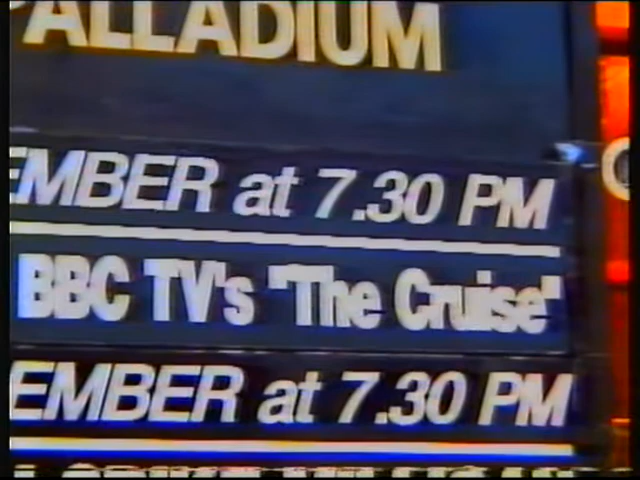 PALLADIUM
EMBER at 7.30 PM
BBC TV's 'The Cruise'
EMBER at 7.30 PM